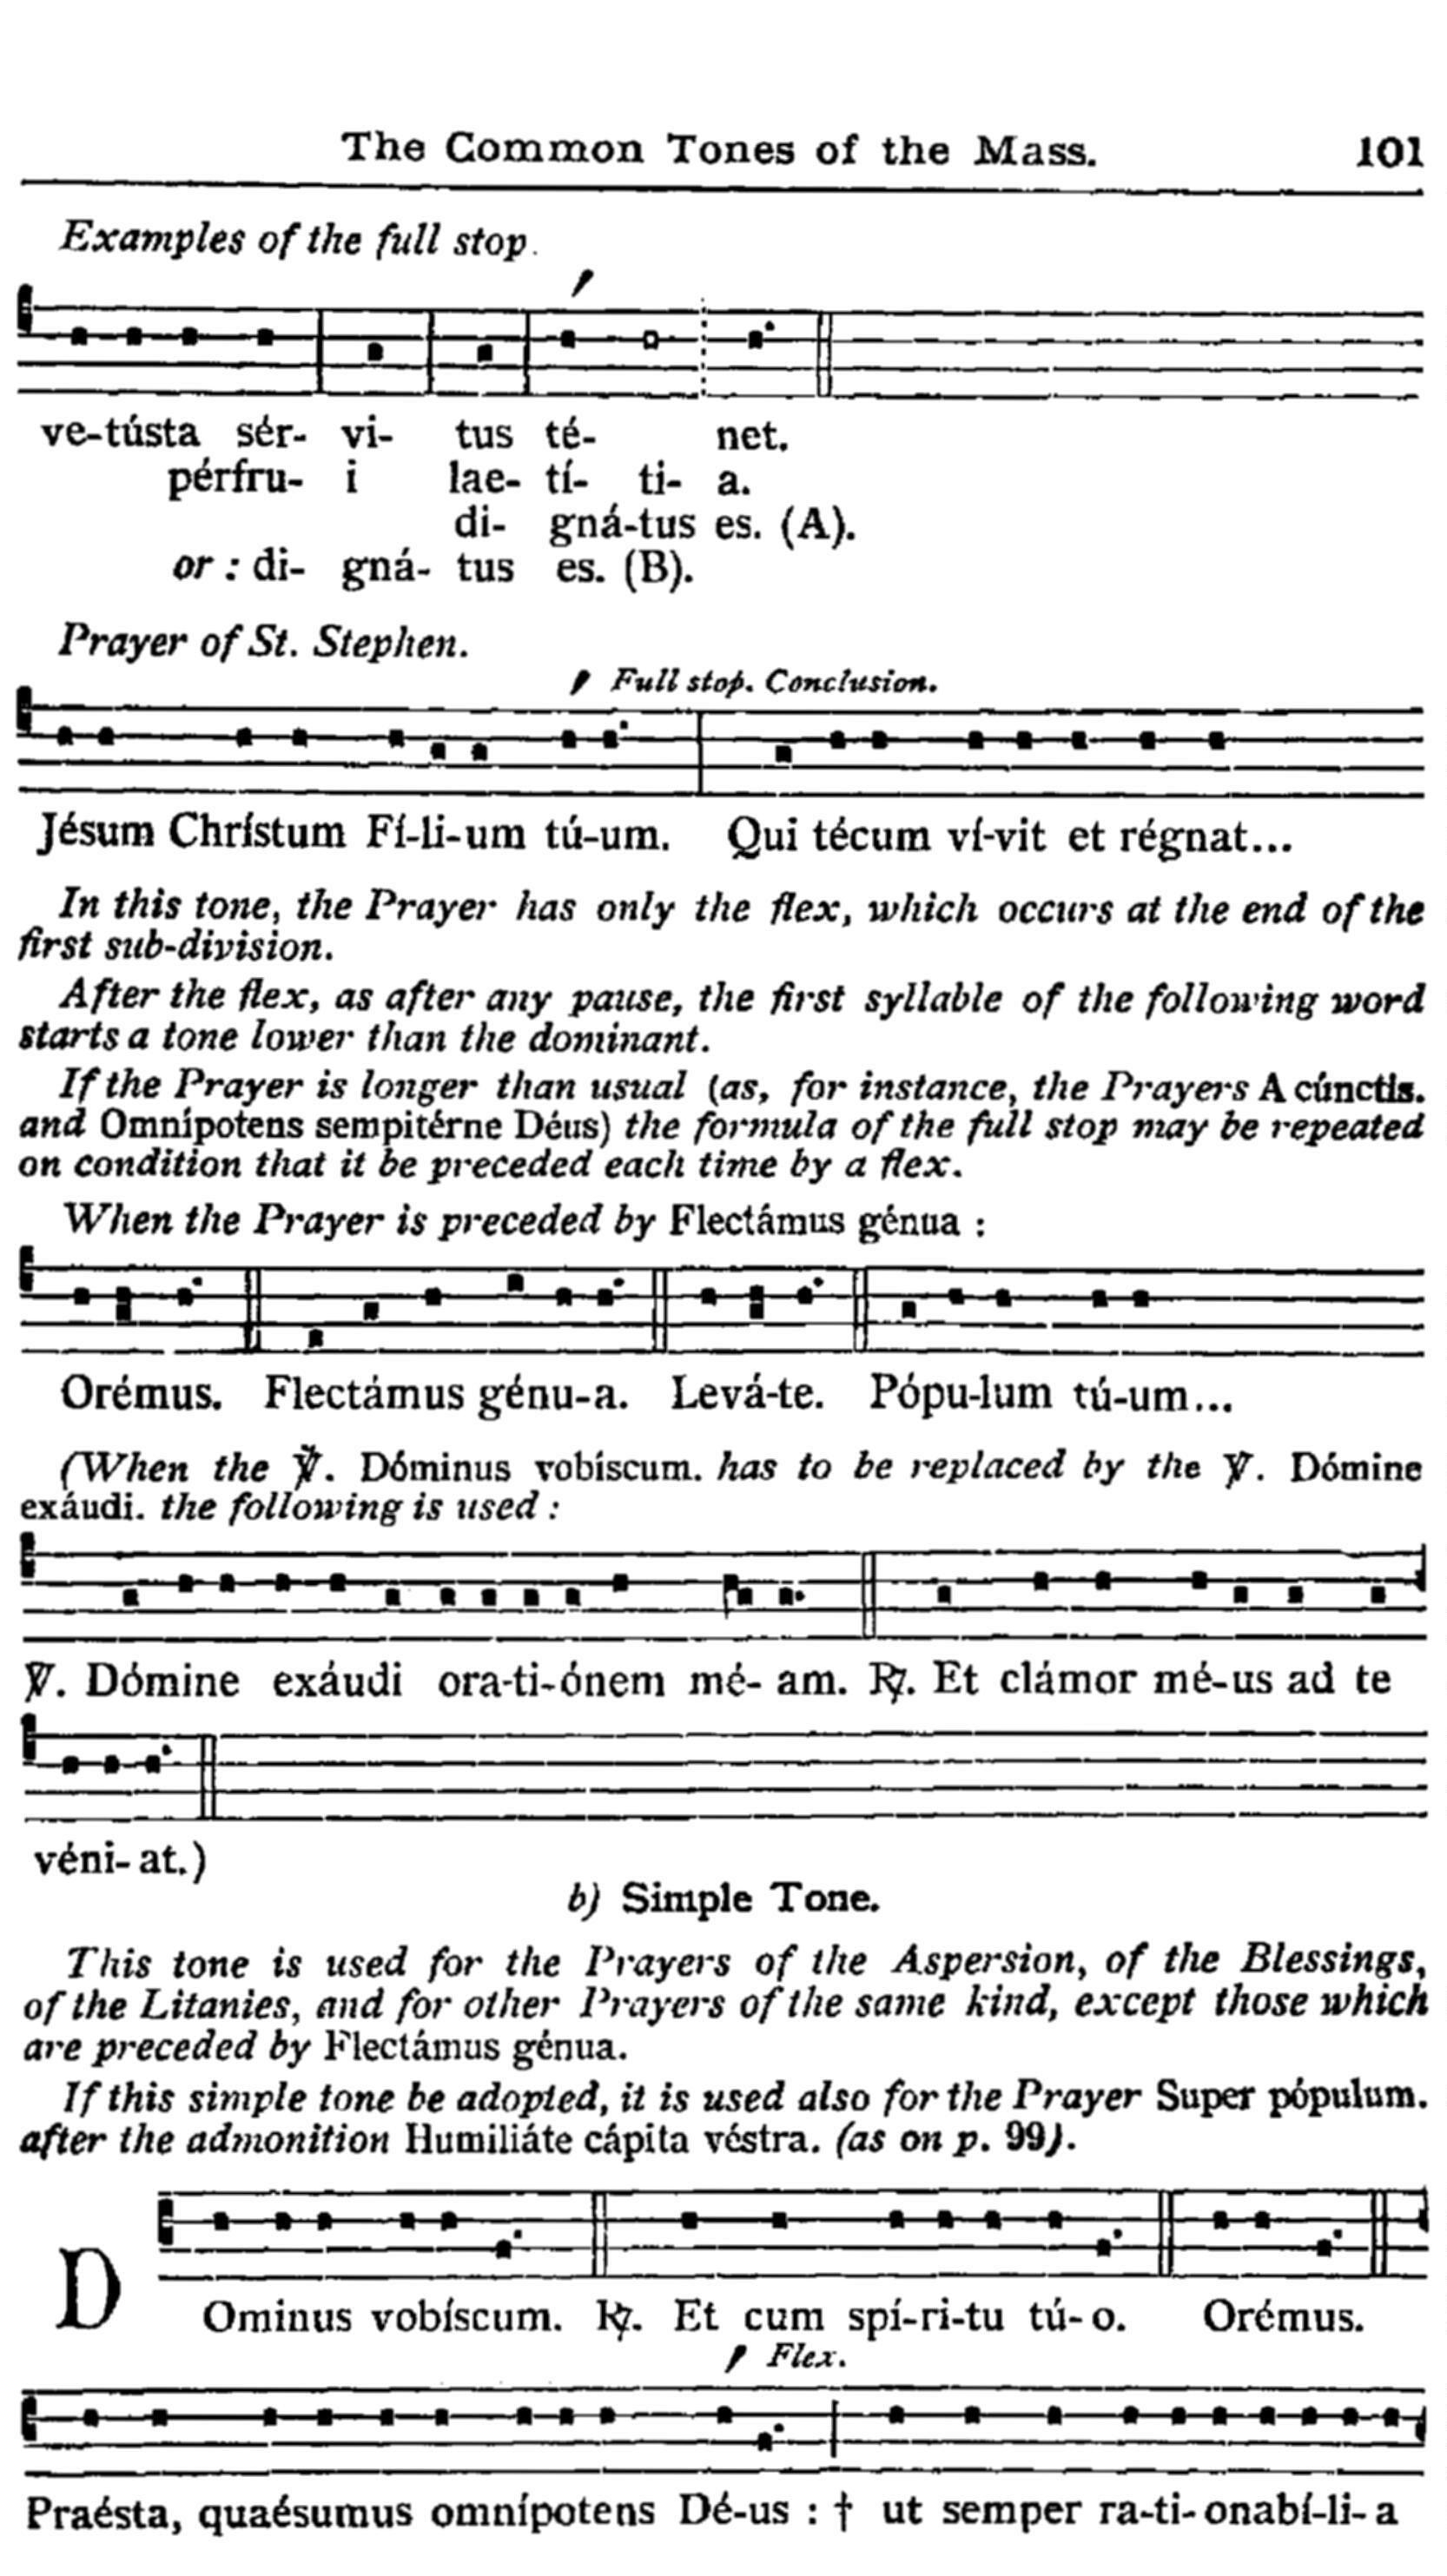 The Common Tones of the Mass. 101
Examples of the full stop.
ve-tústa sér- vi- tus té- net.
pérfru- i lae- tí- ti- a.
di- gná-tus es. (A).
or : di- gná- tus es. (B).
Prayer of St. Stephen.
Full stop. Conclusion.
Jésum Chrístum Fí-li-um tú-um. Qui técum ví-vit et régnat...
In this tone, the Prayer has only the flex, which occurs at the end of the
first sub-division.
After the flex, as after any pause, the first syllable of the following word
starts a tone lower than the dominant.
If the Prayer is longer than usual (as, for instance, the Prayers A cúnctis.
and Omnípotens sempitérne Déus) the formula of the full stop may be repeated
on condition that it be preceded each time by a flex.
When the Prayer is preceded by Flectámus génua :
Orémus. Flectámus génu-a. Levá-te. Pópu-lum tú-um...
(When the ℣. Dóminus vobíscum. has to be replaced by the ℣. Dómine
exáudi. the following is used :
℣. Dómine exáudi ora-ti-ónem mé- am. ℟. Et clámor mé-us ad te
véni- at.)
b) Simple Tone.
This tone is used for the Prayers of the Aspersion, of the Blessings,
of the Litanies, and for other Prayers of the same kind, except those which
are preceded by Flectámus génua.
If this simple tone be adopted, it is used also for the Prayer Super pópulum.
after the admonition Humiliáte cápita véstra. (as on p. 99).
DOminus vobíscum. ℟. Et cum spí-ri-tu tú- o. Orémus.
Flex.
Praésta, quaésumus omnípotens Dé-us : † ut semper ra-ti- onabí-li- a